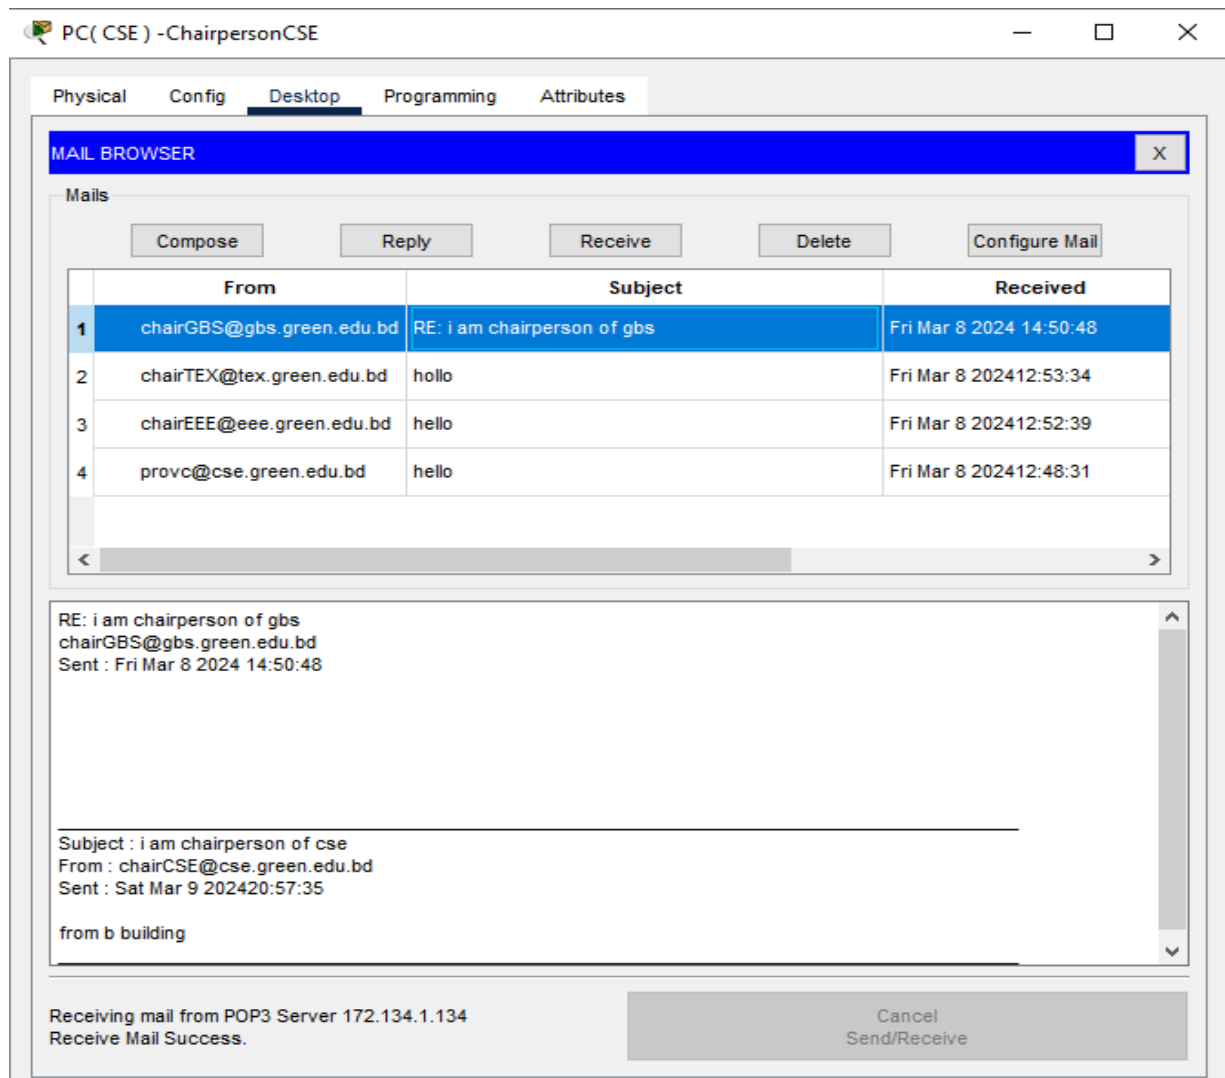 PC( CSE ) -ChairpersonCSE
Physical Config Desktop Programming Attributes
MAIL BROWSER X
Mails
Compose Reply Receive Delete Configure Mail
From Subject Received
1 chairGBS@gbs.green.edu.bd RE: i am chairperson of gbs Fri Mar 8 2024 14:50:48
2 chairTEX@tex.green.edu.bd hollo Fri Mar 8 202412:53:34
3 chairEEE@eee.green.edu.bd hello Fri Mar 8 202412:52:39
4 provc@cse.green.edu.bd hello Fri Mar 8 202412:48:31
RE: i am chairperson of gbs
chairGBS@gbs.green.edu.bd
Sent : Fri Mar 8 2024 14:50:48
Subject : i am chairperson of cse
From : chairCSE@cse.green.edu.bd
Sent : Sat Mar 9 202420:57:35
from b building
Receiving mail from POP3 Server 172.134.1.134
Receive Mail Success.
Cancel
Send/Receive